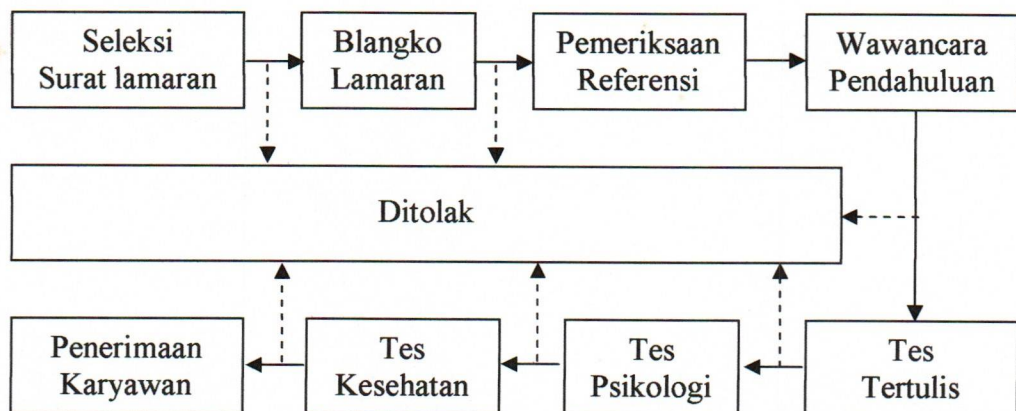 Seleksi
Surat lamaran
Blangko
Lamaran
Pemeriksaan
Referensi
Wawancara
Pendahuluan
Ditolak
Penerimaan
Karyawan
Tes
Kesehatan
Tes
Psikologi
Tes
Tertulis